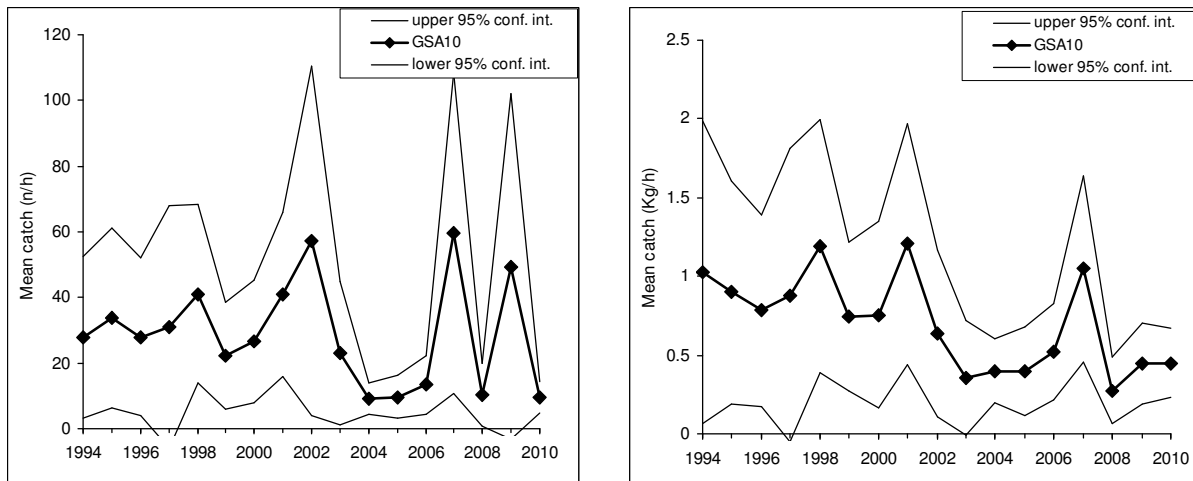 upper 95% conf. int.
GSA10
lower 95% conf. int.
120
100
80
60
40
20
0
Mean catch (n/h)
1994 1996 1998 2000 2002 2004 2006 2008 2010
upper 95% conf. int.
GSA10
lower 95% conf. int.
2.5
2
1.5
1
0.5
0
Mean catch (Kg/h)
1994 1996 1998 2000 2002 2004 2006 2008 2010